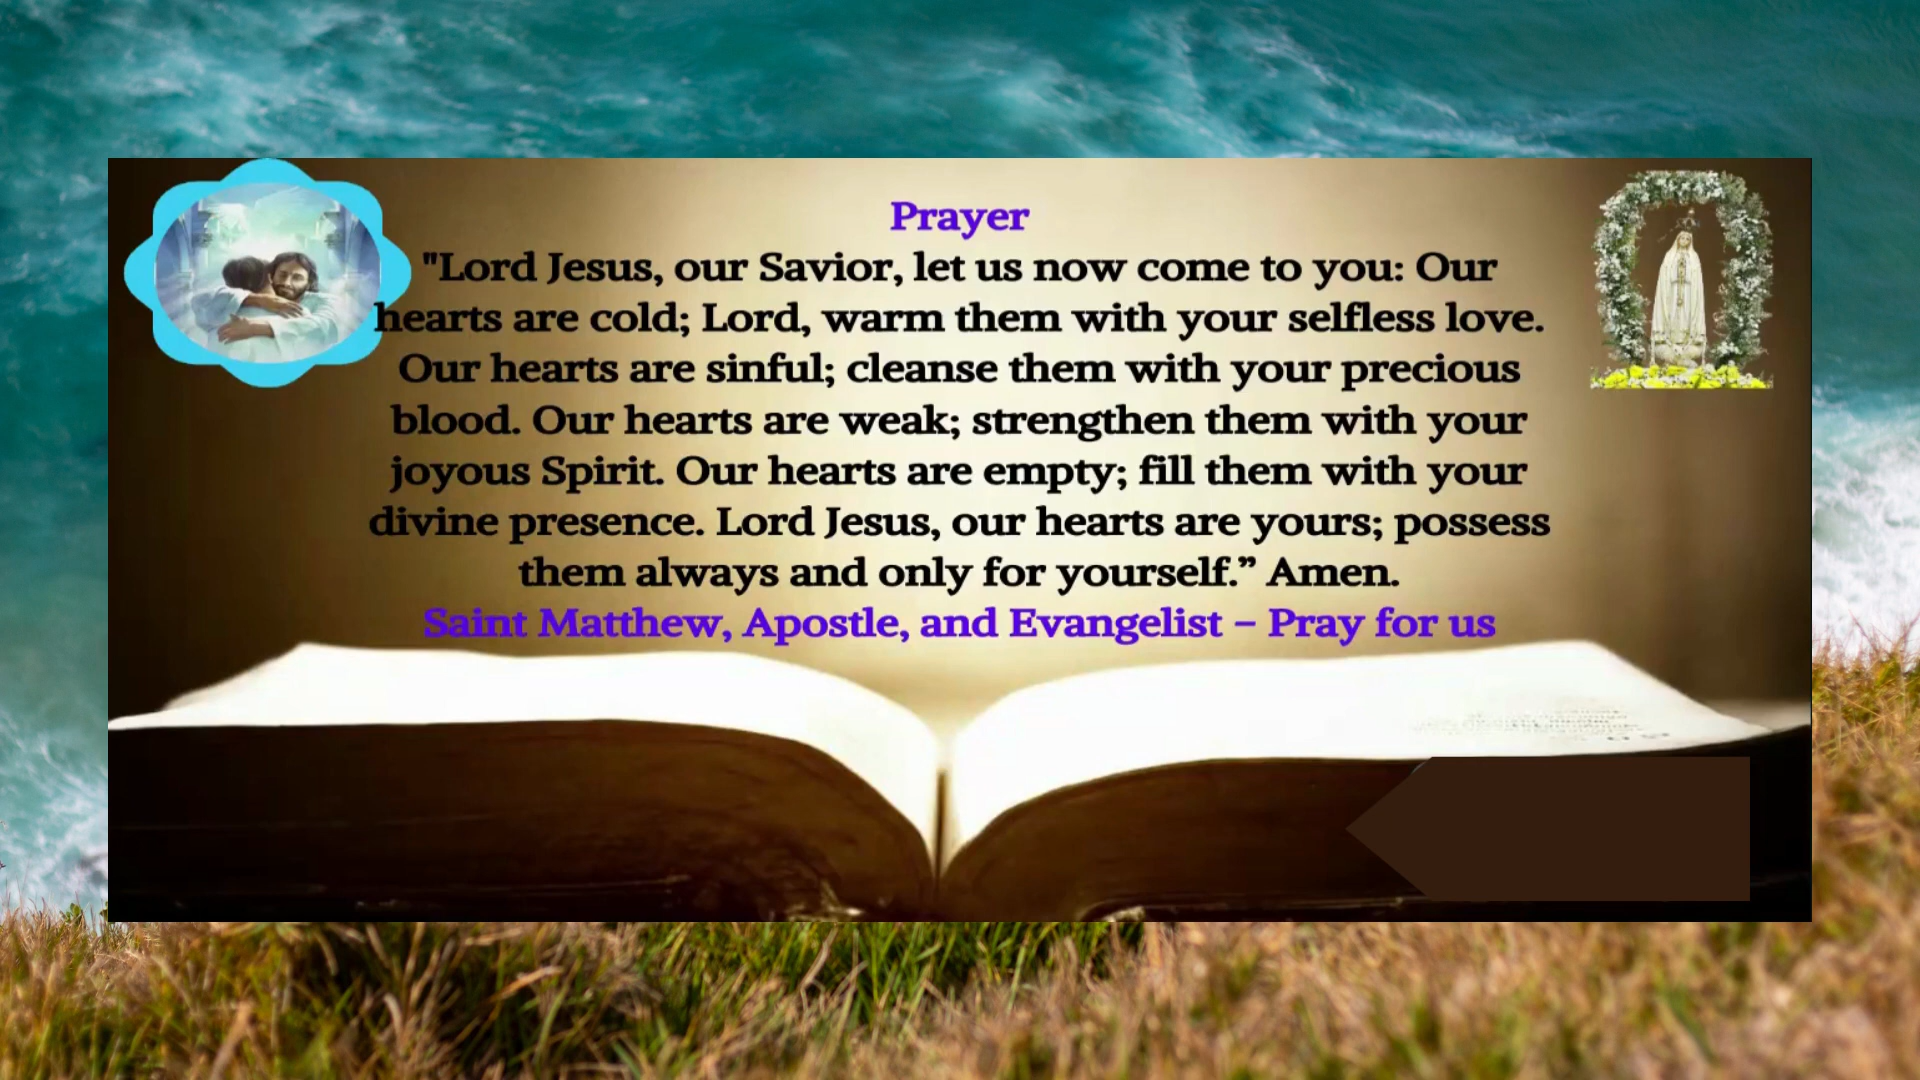 Prayer
"Lord Jesus, our Savior, let us now come to you: Our
hearts are cold; Lord, warm them with your selfless love.
Our hearts are sinful; cleanse them with your precious
blood. Our hearts are weak; strengthen them with your
joyous Spirit. Our hearts are empty; fill them with your
divine presence. Lord Jesus, our hearts are yours; possess
them always and only for yourself.” Amen.
Saint Matthew, Apostle, and Evangelist – Pray for us